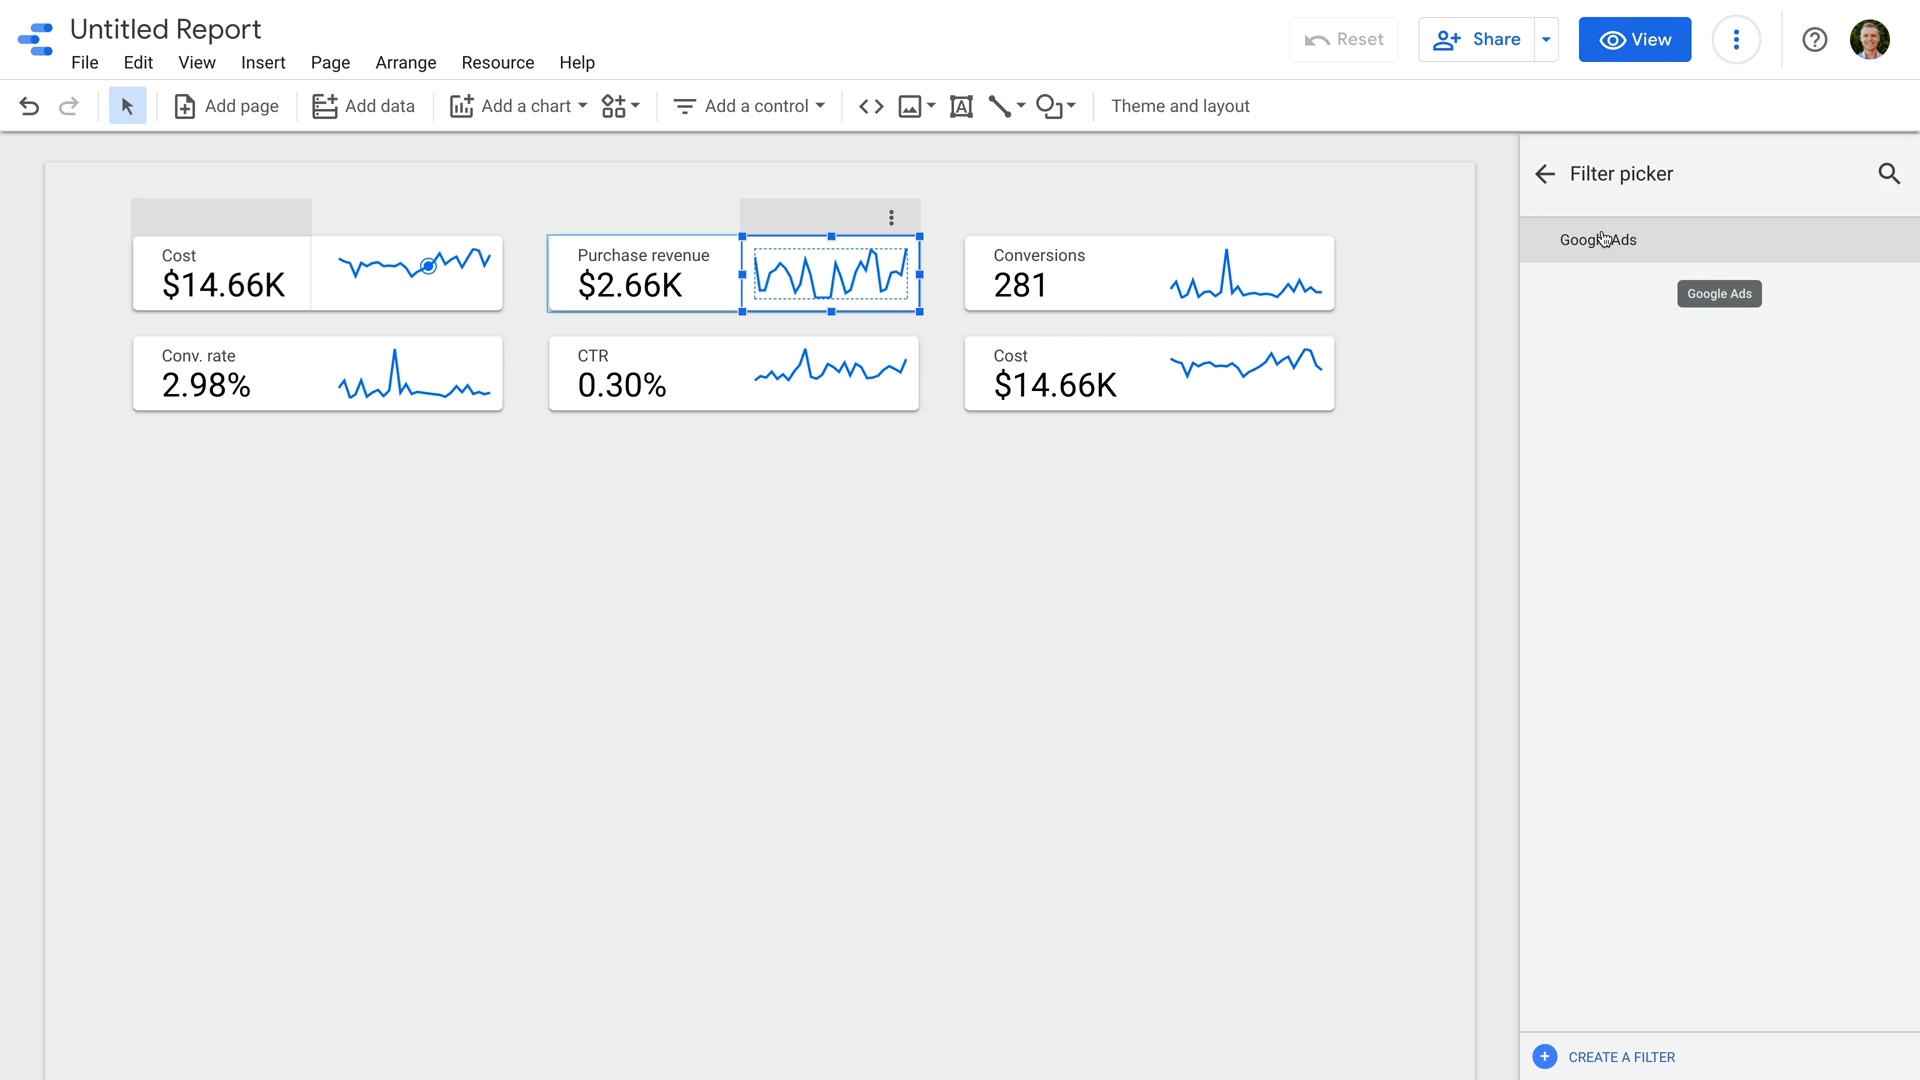 Untitled Report
File Edit View Insert Page Arrange Resource Help
Reset Share View
Add page Add data Add a chart Add a control Theme and layout
Filter picker
Google Ads
Google Ads
Cost
$14.66K
Purchase revenue
$2.66K
Conversions
281
Conv. rate
2.98%
CTR
0.30%
Cost
$14.66K
CREATE A FILTER